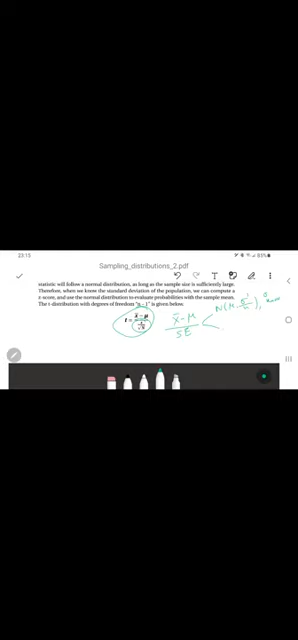 23:15
83%
Sampling_distributions_2.pdf
statistic will follow a normal distribution, as long as the sample size is sufficiently large.
Therefore, when we know the standard deviation of the population, we can compute a
z-score, and use the normal distribution to evaluate probabilities with the sample mean.
The t-distribution with degrees of freedom "n - 1" is given below.
t = (x̄ - μ) / (s/√n)
x̄ - μ / SE
N(μ, σ²/n),